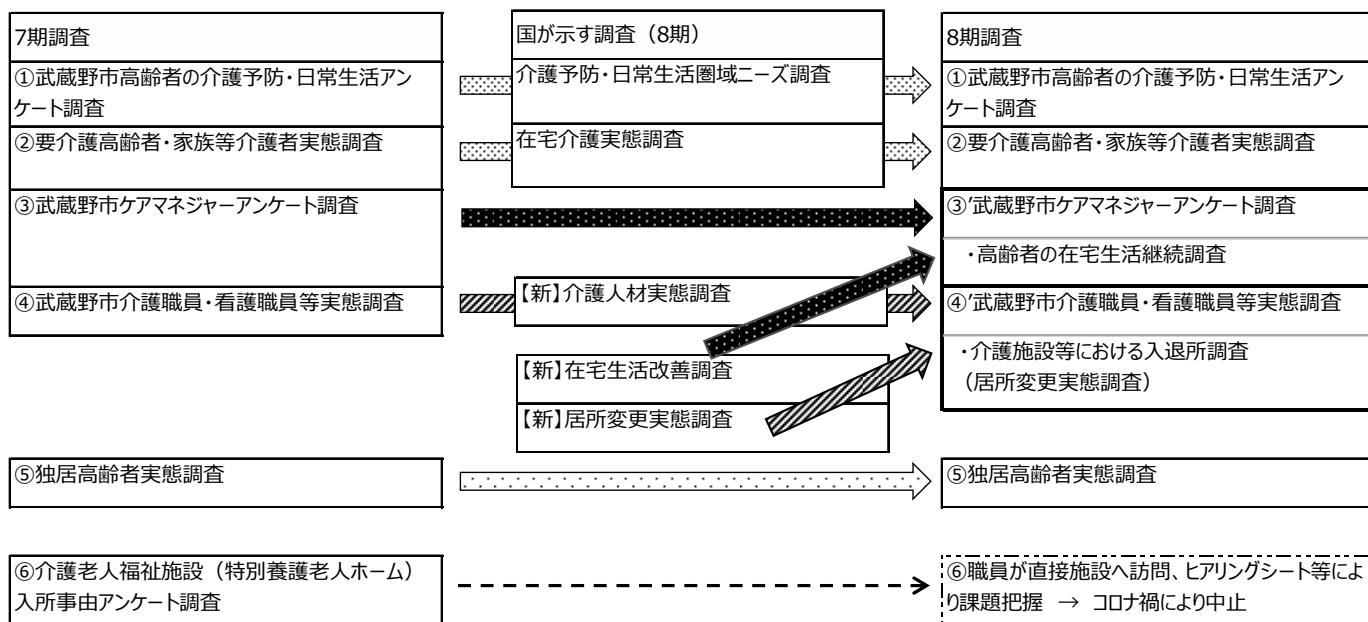 7期調査
①武蔵野市高齢者の介護予防・日常生活アン
ケート調査
②要介護高齢者・家族等介護者実態調査
③武蔵野市ケアマネジャーアンケート調査
④武蔵野市介護職員・看護職員等実態調査
⑤独居高齢者実態調査
⑥介護老人福祉施設（特別養護老人ホーム）
入所事由アンケート調査
国が示す調査（8期）
介護予防・日常生活圏域ニーズ調査
在宅介護実態調査
【新】介護人材実態調査
【新】在宅生活改善調査
【新】居所変更実態調査
8期調査
①武蔵野市高齢者の介護予防・日常生活アン
ケート調査
②要介護高齢者・家族等介護者実態調査
③’武蔵野市ケアマネジャーアンケート調査
・高齢者の在宅生活継続調査
④’武蔵野市介護職員・看護職員等実態調査
・介護施設等における入退所調査
（居所変更実態調査）
⑤独居高齢者実態調査
⑥職員が直接施設へ訪問、ヒアリングシート等によ
り課題把握 → コロナ禍により中止